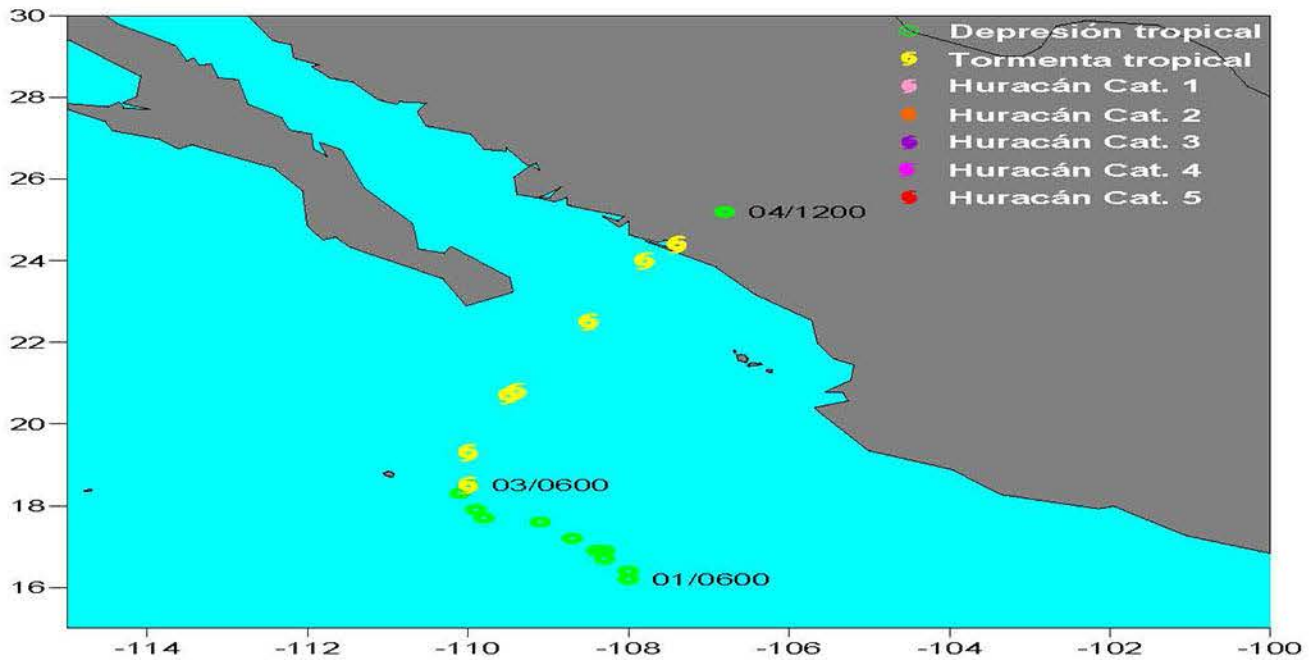 30
28
26
24
22
20
18
16
-114
-112
-110
-108
-106
-104
-102
-100
Depresión tropical
Tormenta tropical
Huracán Cat. 1
Huracán Cat. 2
Huracán Cat. 3
Huracán Cat. 4
Huracán Cat. 5
04/1200
03/0600
01/0600